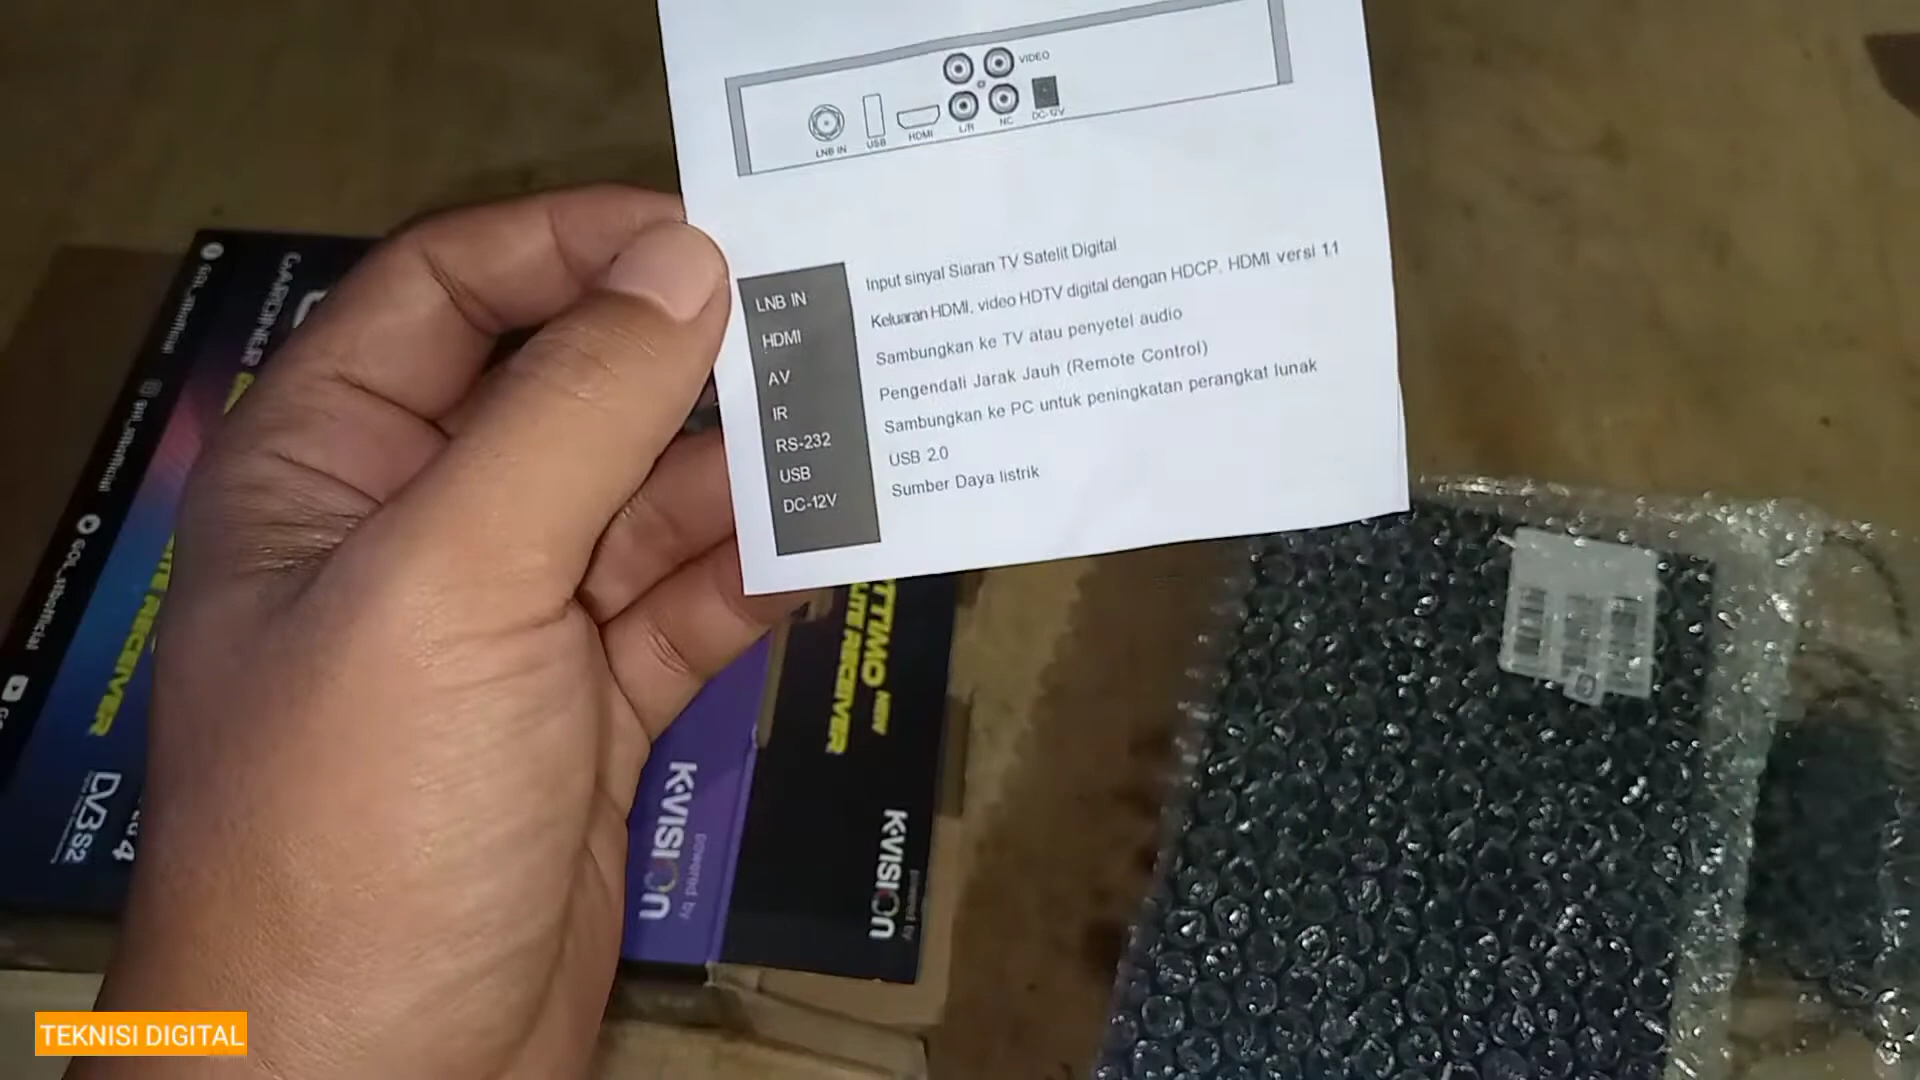 VIDEO
LNB IN
USB
HDMI
L/R
NC
DC-12V
LNB IN Input sinyal Siaran TV Satelit Digital
HDMI Keluaran HDMI, video HDTV digital dengan HDCP, HDMI versi 1.1
AV Sambungkan ke TV atau penyetel audio
IR Pengendali Jarak Jauh (Remote Control)
RS-232 Sambungkan ke PC untuk peningkatan perangkat lunak
USB USB 2.0
DC-12V Sumber Daya listrik
RECEIVER
DVB S2
RECEIVER
K-VISION
powered by
K-VISION
powered by
TEKNISI DIGITAL